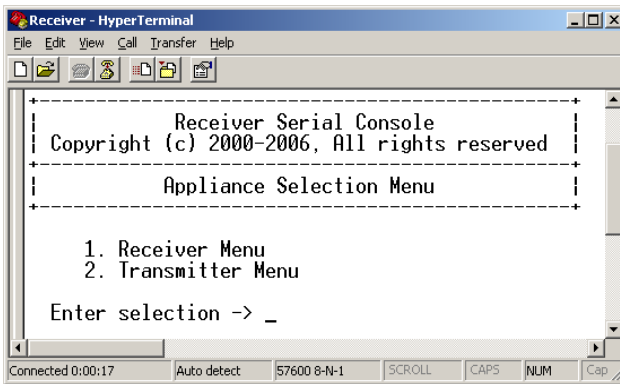 Receiver - HyperTerminal
File Edit View Call Transfer Help
Receiver Serial Console
Copyright (c) 2000-2006, All rights reserved
Appliance Selection Menu
1. Receiver Menu
2. Transmitter Menu
Enter selection -> _
Connected 0:00:17 Auto detect 57600 8-N-1 SCROLL CAPS NUM Cap